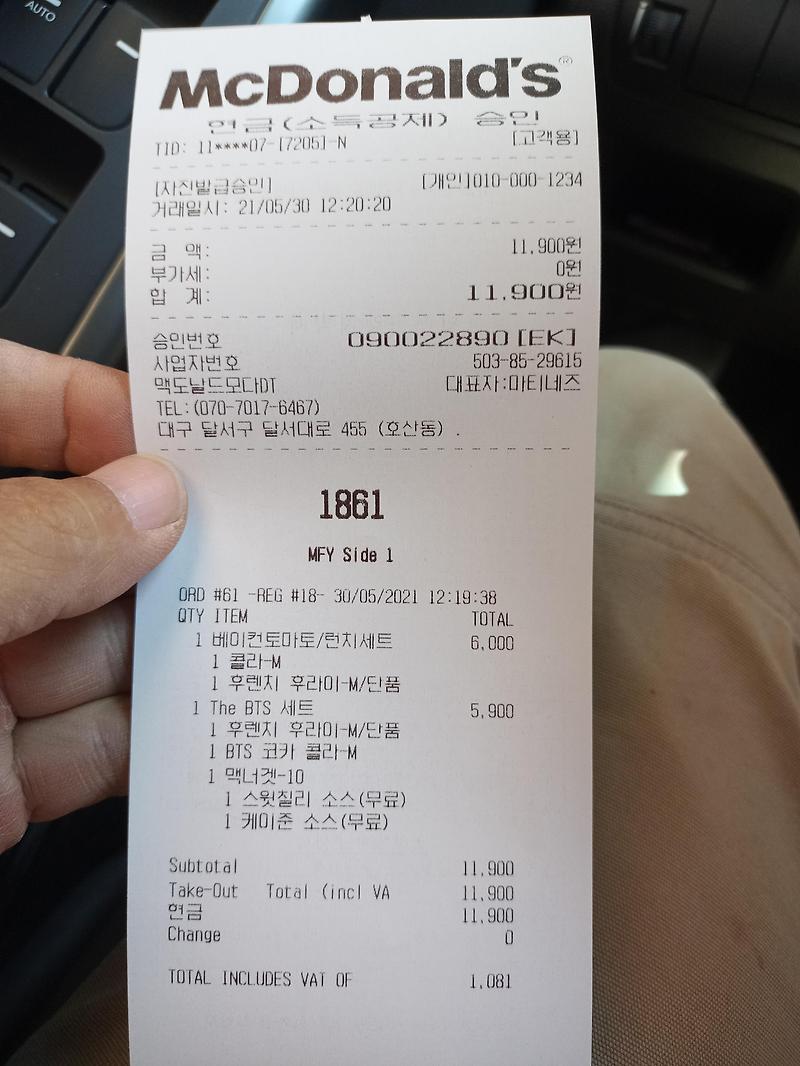 AUTO
McDonald's®
현금(소득공제) 승인
TID: 11****07-[7205]-N [고객용]
[자진발급승인] [개인]010-000-1234
거래일시: 21/05/30 12:20:20
금 액: 11,900원
부가세: 0원
합 계: 11,900원
승인번호 090022890[EK]
사업자번호 503-85-29615
맥도날드모다DT 대표자:마티네즈
TEL:(070-7017-6467)
대구 달서구 달서대로 455 (호산동) .
1861
MFY Side 1
ORD #61 -REG #18- 30/05/2021 12:19:38
QTY ITEM TOTAL
1 베이컨토마토/런치세트 6,000
1 콜라-M
1 후렌치 후라이-M/단품
1 The BTS 세트 5,900
1 후렌치 후라이-M/단품
1 BTS 코카 콜라-M
1 맥너겟-10
1 스윗칠리 소스(무료)
1 케이준 소스(무료)
Subtotal 11,900
Take-Out Total (incl VA 11,900
현금 11,900
Change 0
TOTAL INCLUDES VAT OF 1,081